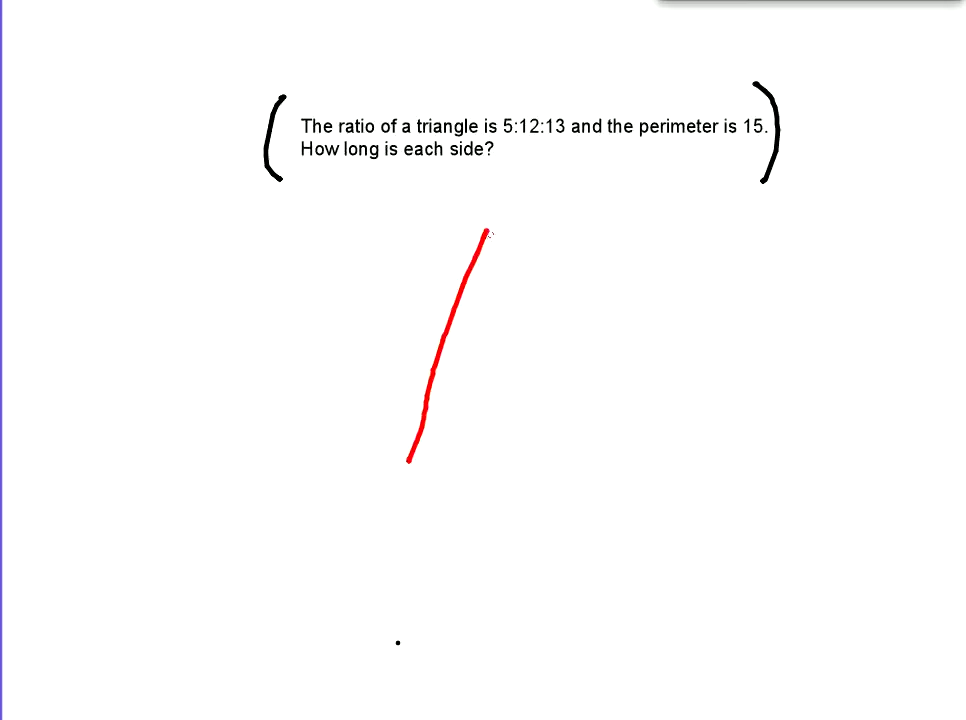 The ratio of a triangle is 5:12:13 and the perimeter is 15.
How long is each side?